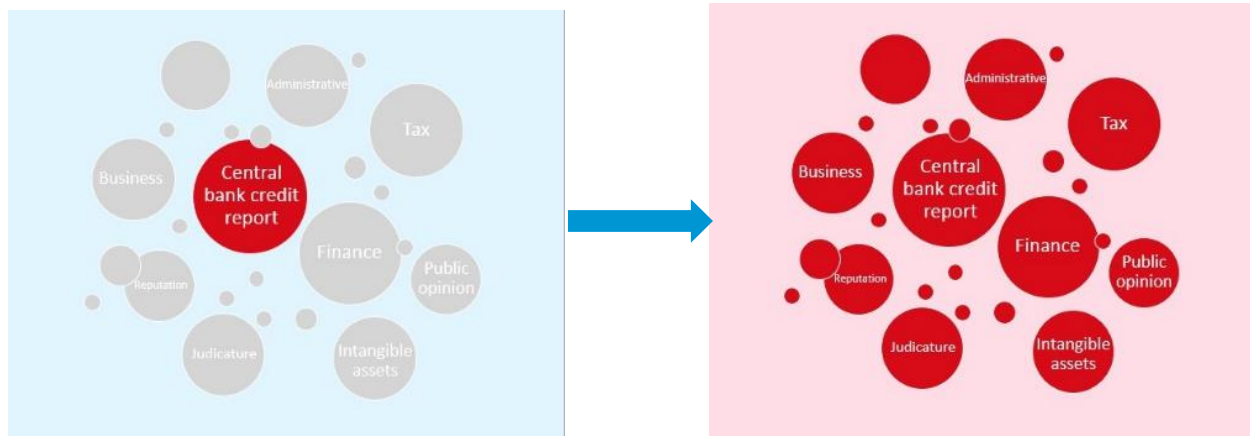 Administrative
Tax
Business
Central
bank credit
report
Finance
Public
opinion
Reputation
Judicature
Intangible
assets
Administrative
Tax
Business
Central
bank credit
report
Finance
Public
opinion
Reputation
Judicature
Intangible
assets